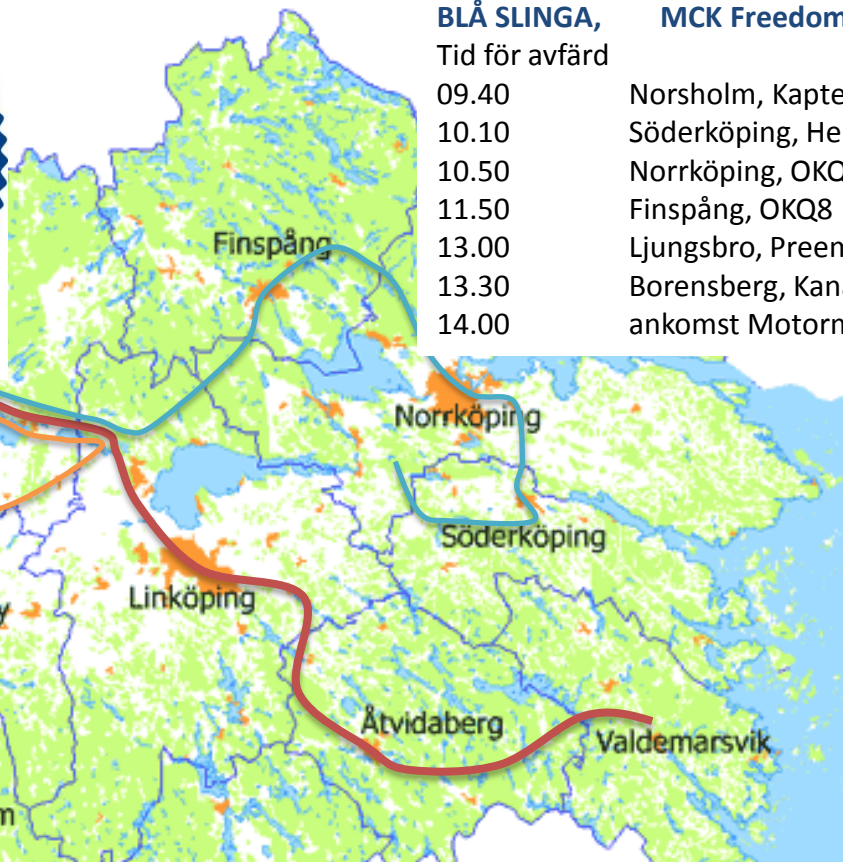 BLÅ SLINGA, MCK Freedom
Tid för avfärd
09.40 Norsholm, Kapte
10.10 Söderköping, He
10.50 Norrköping, OKQ
11.50 Finspång, OKQ8
13.00 Ljungsbro, Preem
13.30 Borensberg, Kana
14.00 ankomst Motorn
Finspång
Norrköping
Söderköping
Linköping
y
Åtvidaberg
Valdemarsvik
m